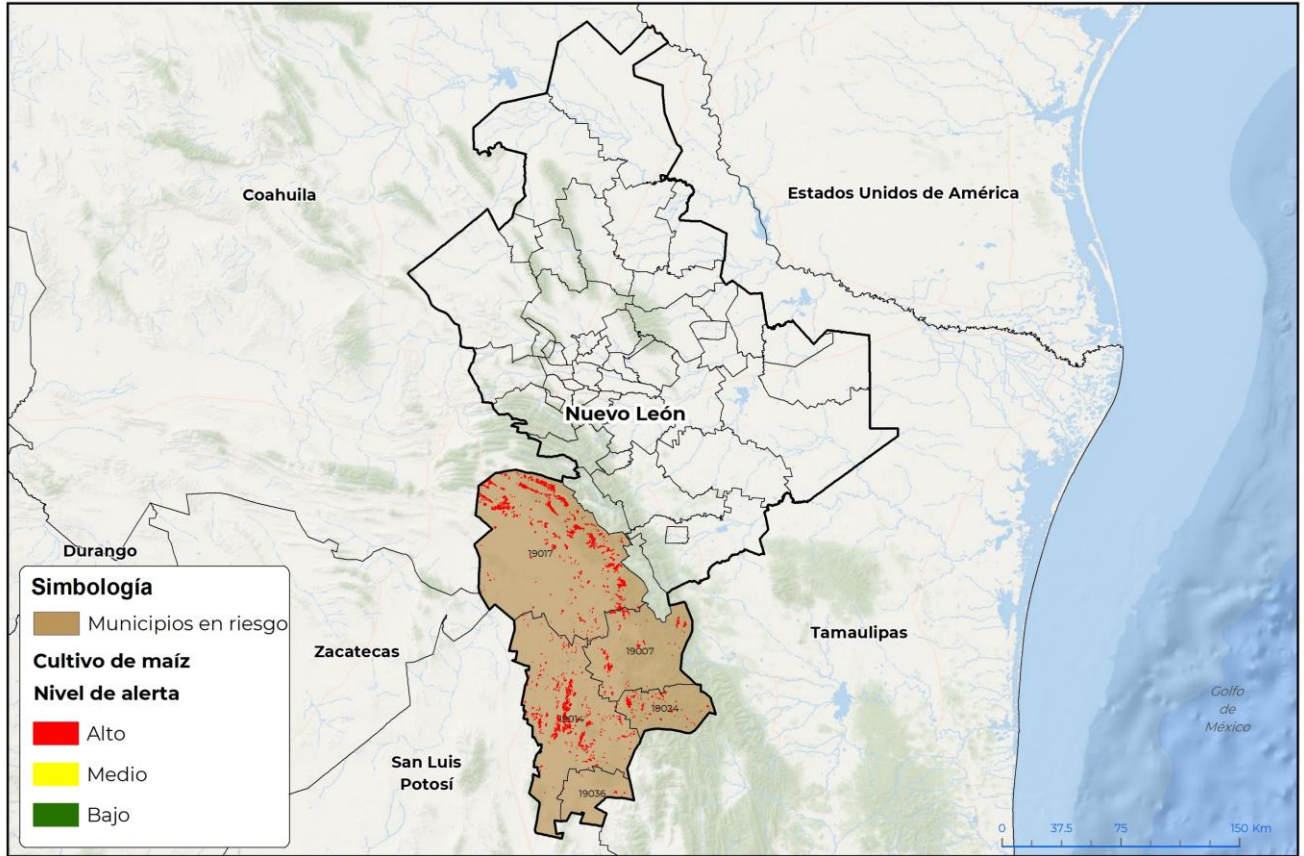 Coahuila
Estados Unidos de América
Nuevo León
Durango
19017
Zacatecas
Tamaulipas
19007
19024
19014
San Luis
Potosí
19036
Golfo
de
México
Simbología
Municipios en riesgo
Cultivo de maíz
Nivel de alerta
Alto
Medio
Bajo
0 37.5 75 150 Km